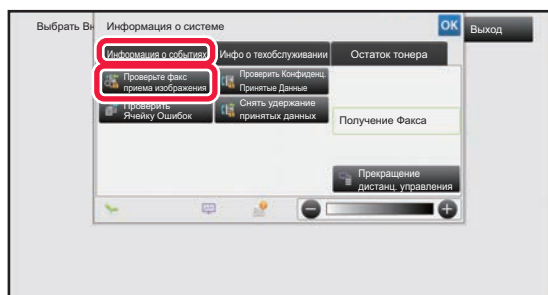 Выбрать Вн
Информация о системе
OK
Выход
Информация о событиях
Инфо о техобслуживании
Остаток тонера
Проверьте факс
приема изображения
Проверить Конфиденц.
Принятые Данные
Проверить
Ячейку Ошибок
Снять удержание
принятых данных
Получение Факса
Прекращение
дистанц. управления